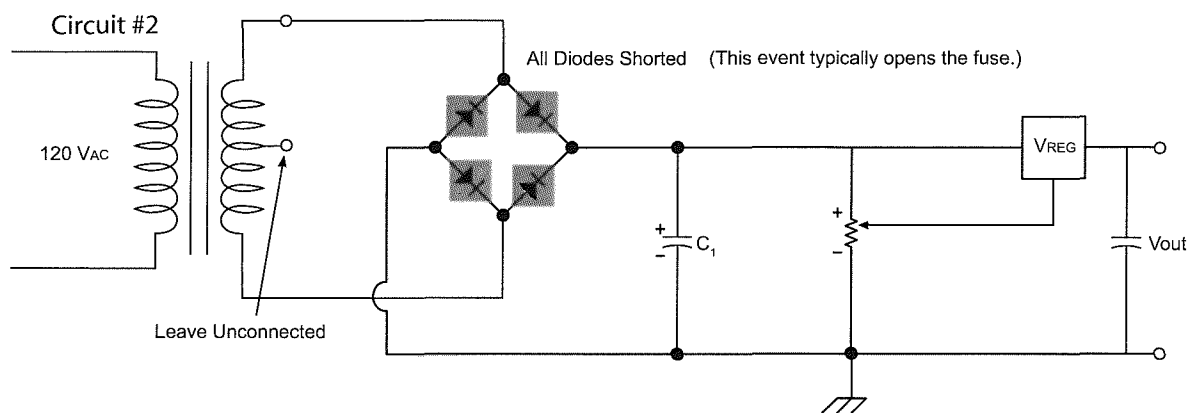 Circuit #2
All Diodes Shorted (This event typically opens the fuse.)
120 VAC
VREG
+
+
−
C1
−
Vout
Leave Unconnected